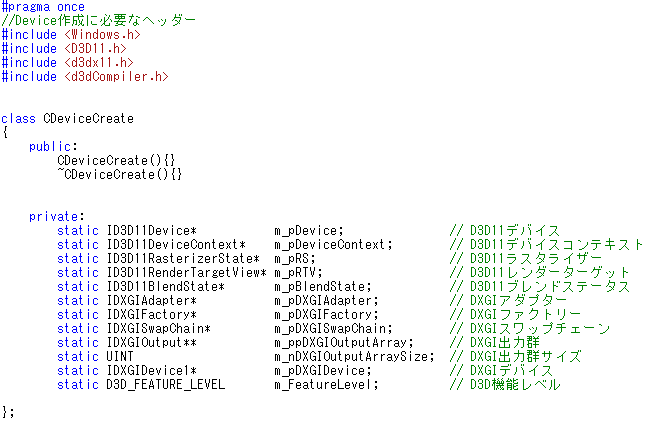 #pragma once
//Device作成に必要なヘッダー
#include <Windows.h>
#include <D3D11.h>
#include <d3dx11.h>
#include <d3dCompiler.h>
class CDeviceCreate
{
public:
CDeviceCreate(){}
~CDeviceCreate(){}
private:
static ID3D11Device* m_pDevice; // D3D11デバイス
static ID3D11DeviceContext* m_pDeviceContext; // D3D11デバイスコンテキスト
static ID3D11RasterizerState* m_pRS; // D3D11ラスタライザー
static ID3D11RenderTargetView* m_pRTV; // D3D11レンダーターゲット
static ID3D11BlendState* m_pBlendState; // D3D11ブレンドステータス
static IDXGIAdapter* m_pDXGIAdapter; // DXGIアダプター
static IDXGIFactory* m_pDXGIFactory; // DXGIファクトリー
static IDXGISwapChain* m_pDXGISwapChain; // DXGIスワップチェーン
static IDXGIOutput** m_ppDXGIOutputArray; // DXGI出力群
static UINT m_nDXGIOutputArraySize; // DXGI出力群サイズ
static IDXGIDevice1* m_pDXGIDevice; // DXGIデバイス
static D3D_FEATURE_LEVEL m_FeatureLevel; // D3D機能レベル
};